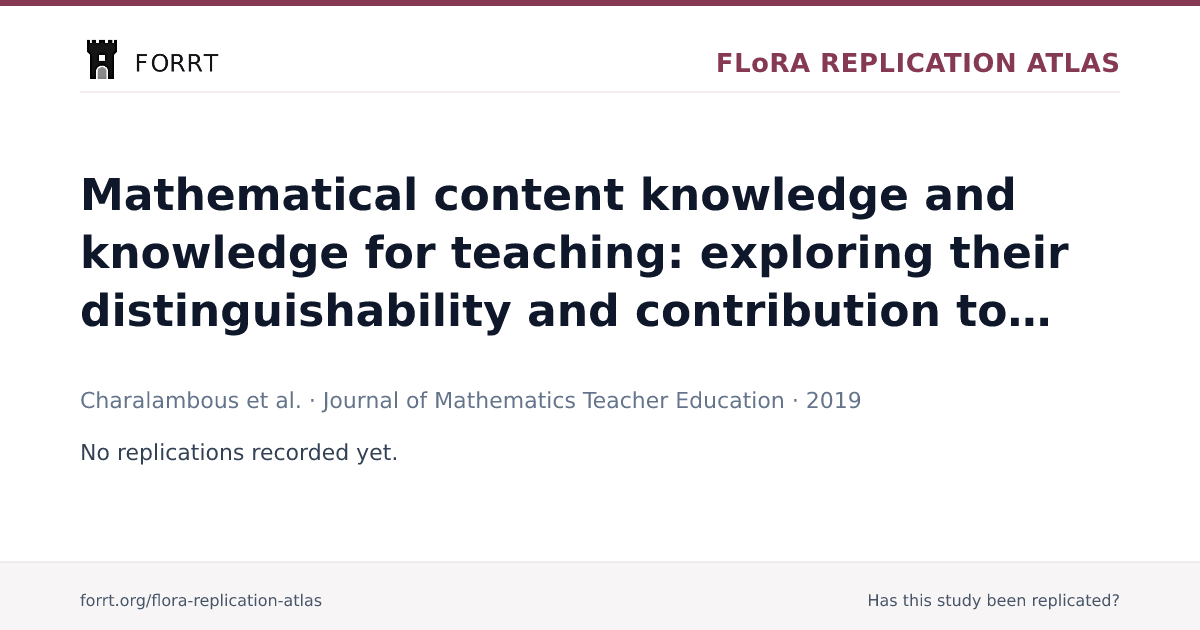 FORRT
FLoRA REPLICATION ATLAS
Mathematical content knowledge and
knowledge for teaching: exploring their
distinguishability and contribution to…
Charalambous et al. · Journal of Mathematics Teacher Education · 2019
No replications recorded yet.
forrt.org/flora-replication-atlas
Has this study been replicated?